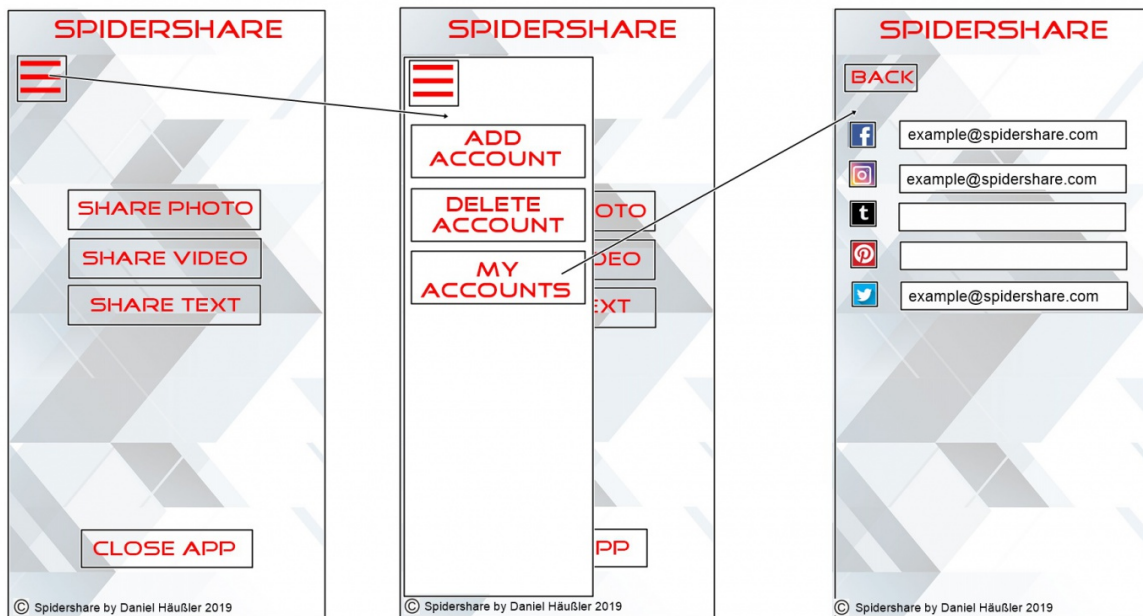 SPIDERSHARE
SHARE PHOTO
SHARE VIDEO
SHARE TEXT
CLOSE APP
© Spidershare by Daniel Häußler 2019
SPIDERSHARE
ADD
ACCOUNT
DELETE
ACCOUNT
MY
ACCOUNTS
OTO
DEO
EXT
PP
© Spidershare by Daniel Häußler 2019
SPIDERSHARE
BACK
f
example@spidershare.com
example@spidershare.com
t
example@spidershare.com
© Spidershare by Daniel Häußler 2019